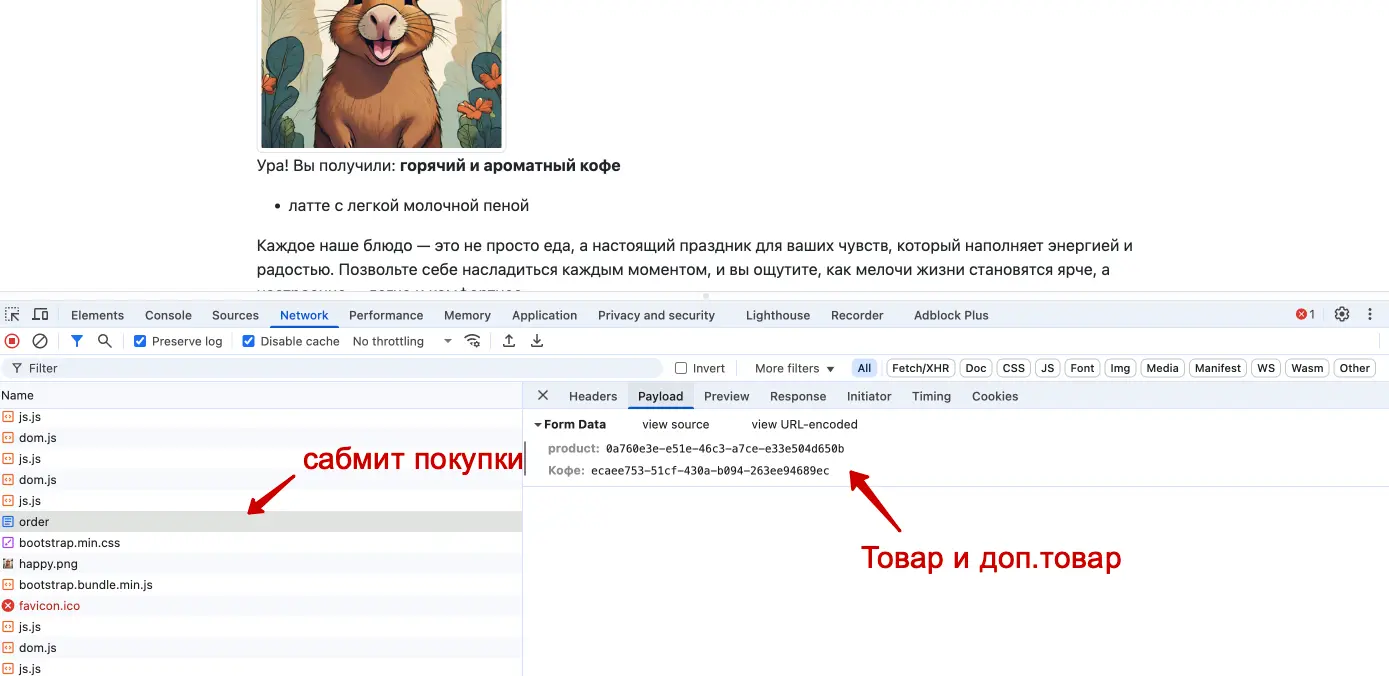 Ура! Вы получили: горячий и ароматный кофе
• латте с легкой молочной пеной
Каждое наше блюдо — это не просто еда, а настоящий праздник для ваших чувств, который наполняет энергией и
радостью. Позвольте себе насладиться каждым моментом, и вы ощутите, как мелочи жизни становятся ярче, а
Elements Console Sources Network Performance Memory Application Privacy and security Lighthouse Recorder Adblock Plus 1
Preserve log Disable cache No throttling
Filter Invert More filters All Fetch/XHR Doc CSS JS Font Img Media Manifest WS Wasm Other
Name
js.js
dom.js
js.js
dom.js
js.js
order
bootstrap.min.css
happy.png
bootstrap.bundle.min.js
favicon.ico
js.js
dom.js
js.js
сабмит покупки
Headers Payload Preview Response Initiator Timing Cookies
Form Data view source view URL-encoded
product: 0a760e3e-e51e-46c3-a7ce-e33e504d650b
Кофе: ecaee753-51cf-430a-b094-263ee94689ec
Товар и доп.товар